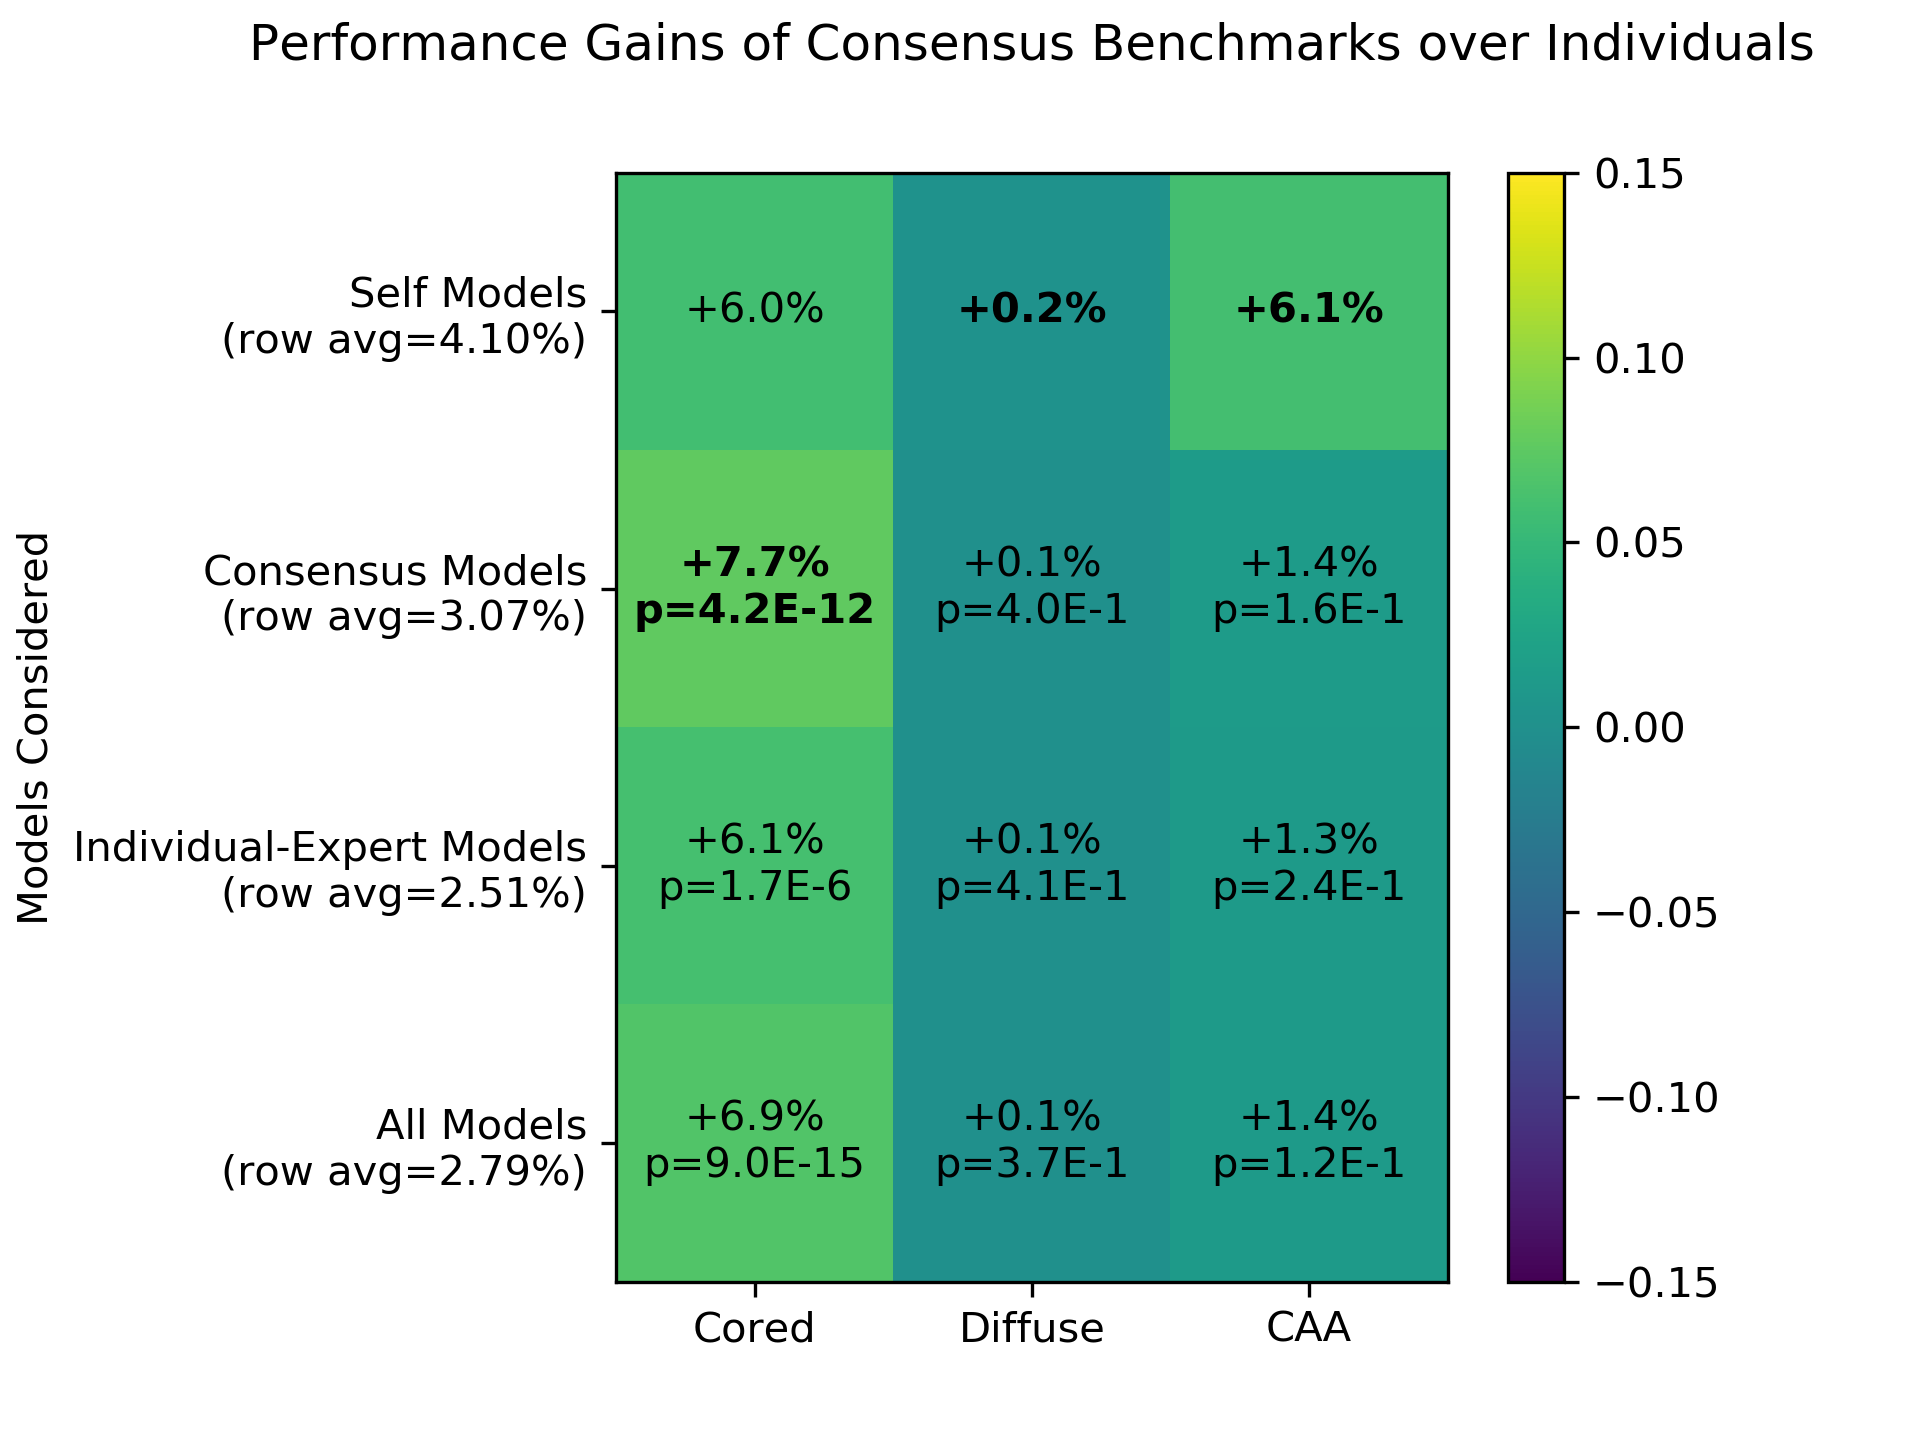 Performance Gains of Consensus Benchmarks over Individuals
Models Considered
Self Models
(row avg=4.10%)
+6.0%
+0.2%
+6.1%
Consensus Models
(row avg=3.07%)
+7.7%
p=4.2E-12
+0.1%
p=4.0E-1
+1.4%
p=1.6E-1
Individual-Expert Models
(row avg=2.51%)
+6.1%
p=1.7E-6
+0.1%
p=4.1E-1
+1.3%
p=2.4E-1
All Models
(row avg=2.79%)
+6.9%
p=9.0E-15
+0.1%
p=3.7E-1
+1.4%
p=1.2E-1
Cored
Diffuse
CAA
0.15
0.10
0.05
0.00
−0.05
−0.10
−0.15